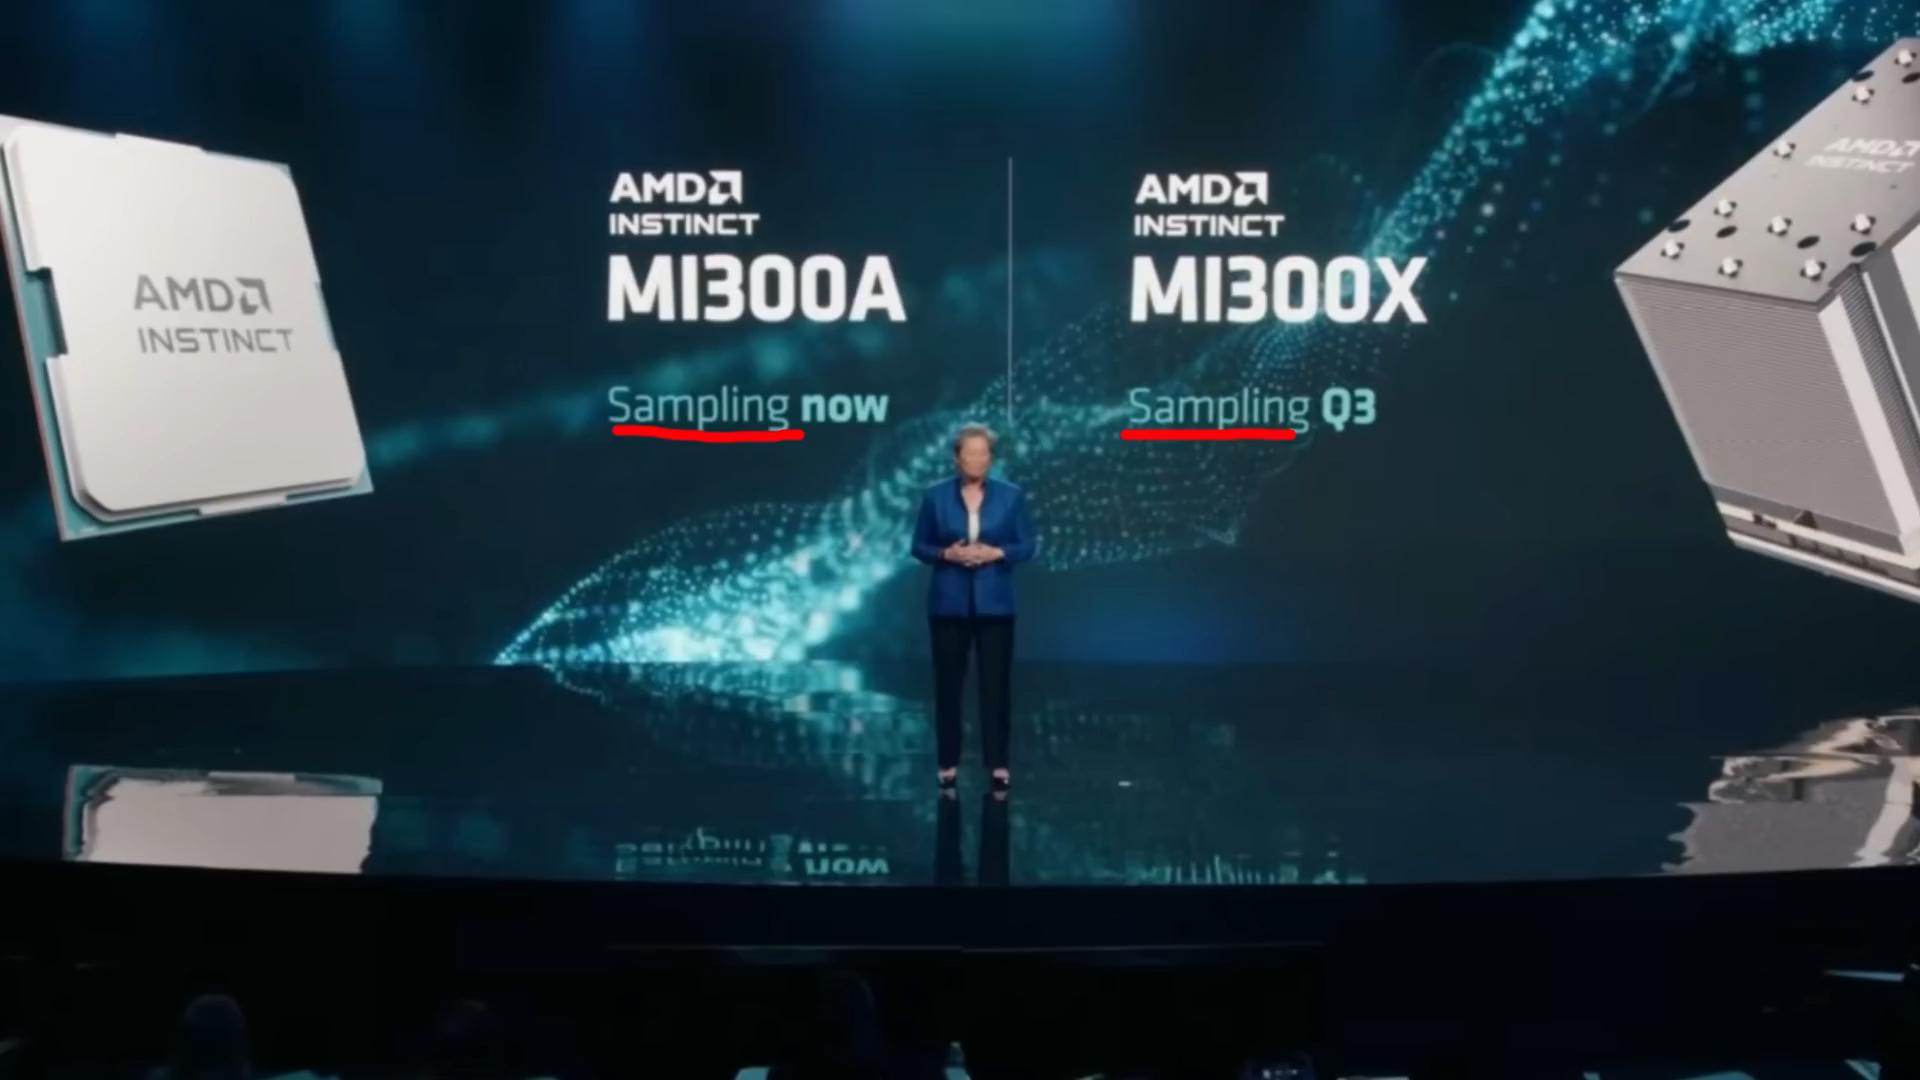 AMD
INSTINCT
MI300A
Sampling now
AMD
INSTINCT
MI300X
Sampling Q3
AMD
INSTINCT
AMD
INSTINCT